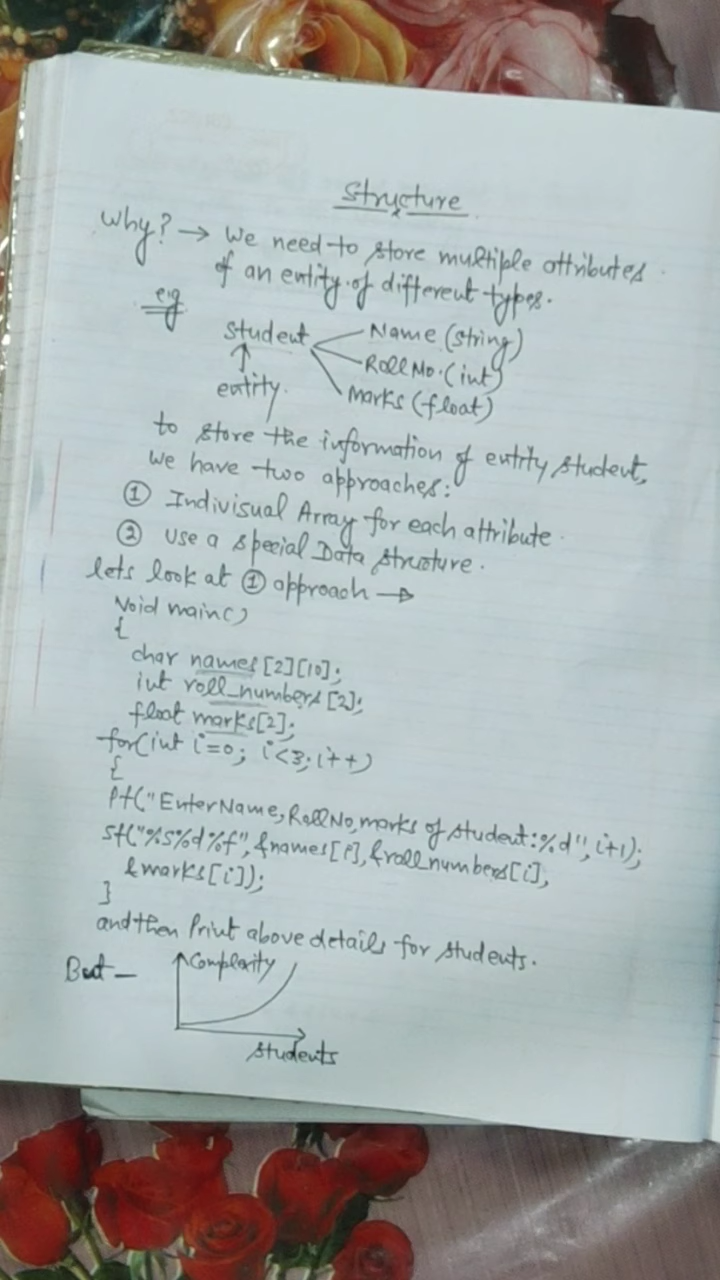 Structure
Why? → We need to store multiple attributes
of an entity of different types.
eg
Student
Name (string)
Roll No. (int)
Marks (float)
↑
entity.
to store the information of entity student,
we have two approaches:
① Indivisual Array for each attribute.
② Use a special Data structure.
lets look at ① approach →
Void main()
{
char names[2][10];
int roll_numbers[2];
float marks[2];
for(int i=0; i<3; i++)
{
Pf("Enter Name, Roll No, marks of student:%d", i+1);
Sf("%s%d%f", &names[i], &roll_numbers[i],
&marks[i]);
}
and then Print above details for students.
But —
Complexity
students